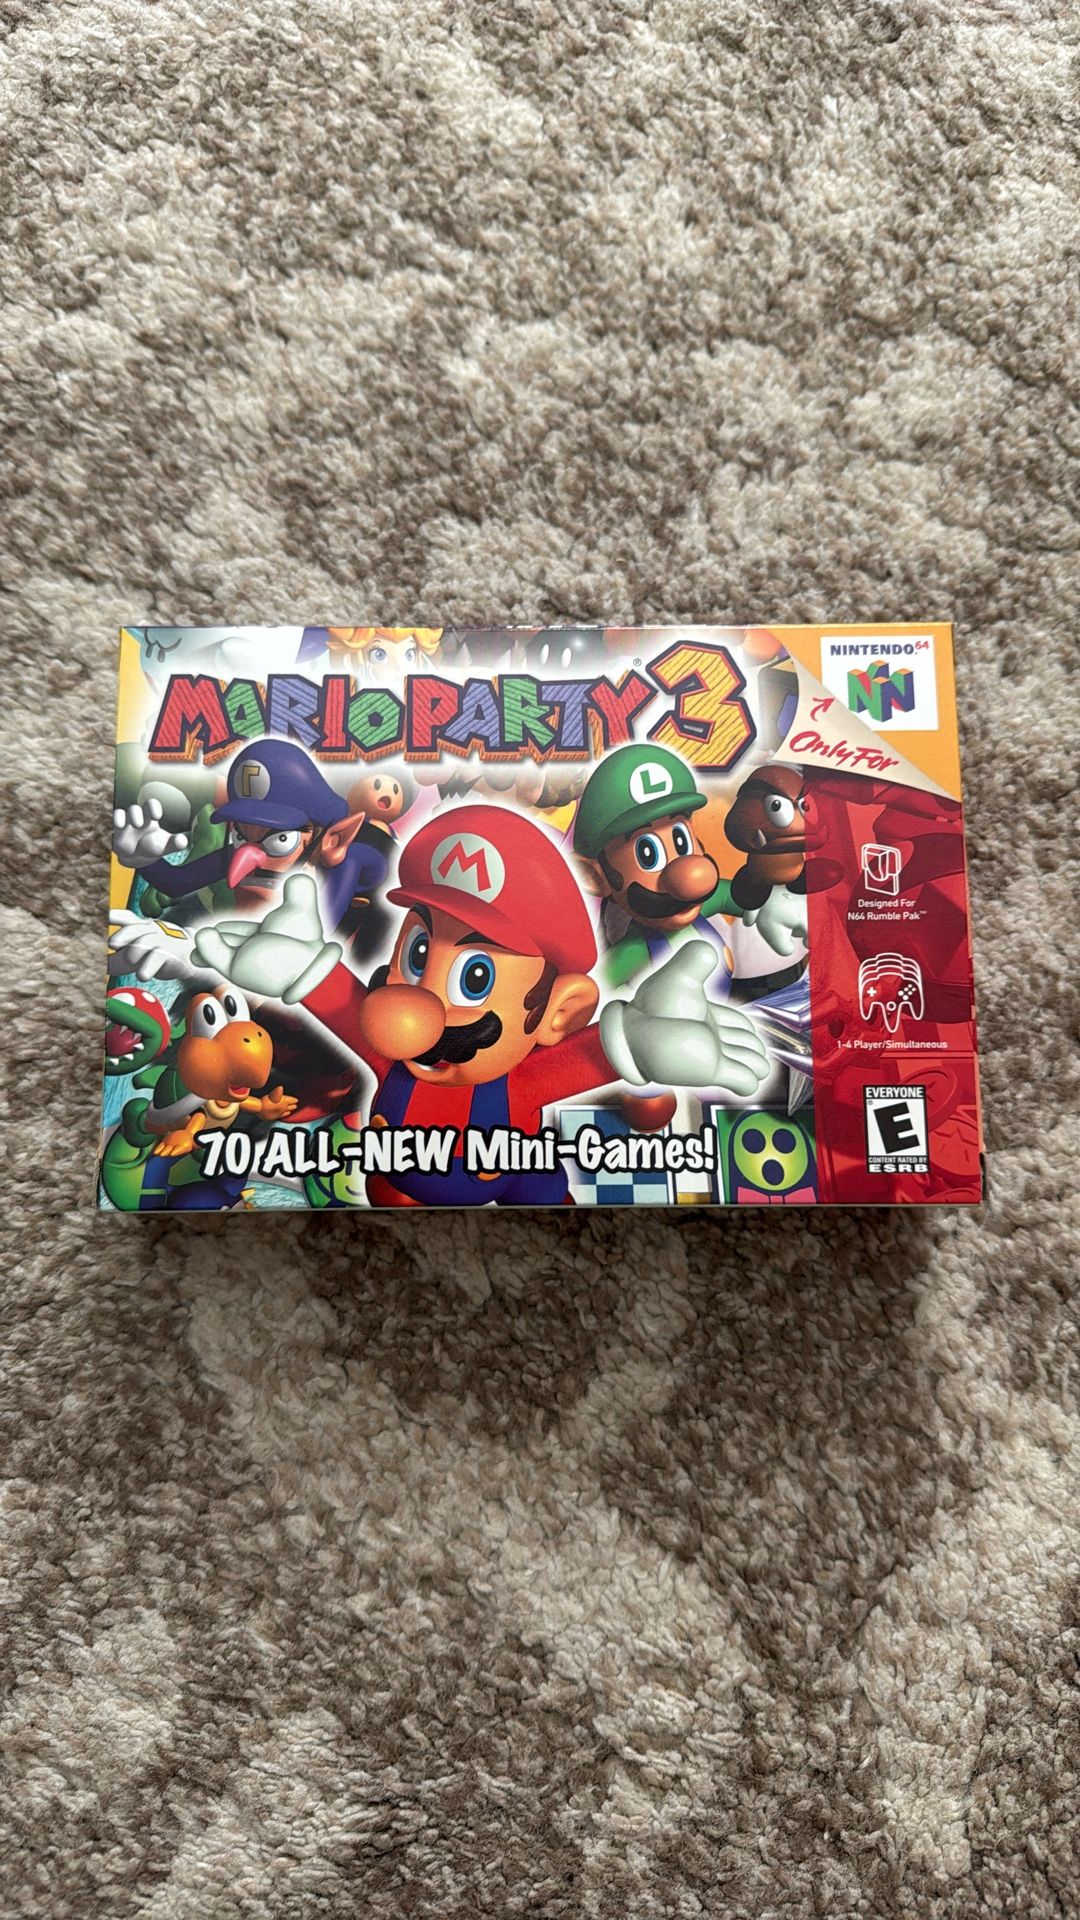 MARIO PARTY 3
®
NINTENDO64
Only For
L
M
Designed For
N64 Rumble Pak™
1-4 Player/Simultaneous
70 ALL-NEW Mini-Games!
EVERYONE
E
®
CONTENT RATED BY
ESRB